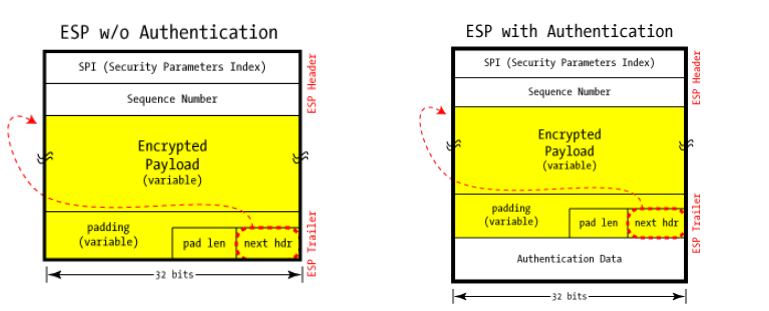 ESP w/o Authentication
SPI (Security Parameters Index)
Sequence Number
Encrypted
Payload
(variable)
padding
(variable)
pad len
next hdr
ESP Header
ESP Trailer
32 bits
ESP with Authentication
SPI (Security Parameters Index)
Sequence Number
Encrypted
Payload
(variable)
padding
(variable)
pad len
next hdr
Authentication Data
ESP Header
ESP Trailer
32 bits